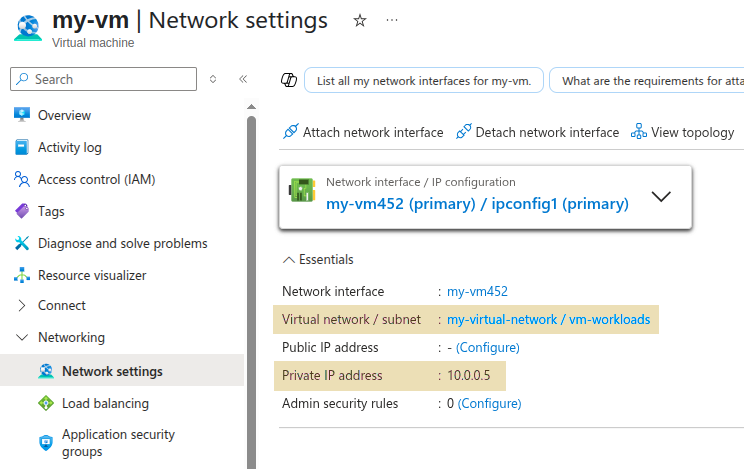 my-vm | Network settings
Virtual machine
Search
List all my network interfaces for my-vm.
What are the requirements for atta
Overview
Activity log
Access control (IAM)
Tags
Diagnose and solve problems
Resource visualizer
Connect
Networking
Network settings
Load balancing
Application security
groups
Attach network interface
Detach network interface
View topology
Network interface / IP configuration
my-vm452 (primary) / ipconfig1 (primary)
Essentials
Network interface : my-vm452
Virtual network / subnet : my-virtual-network / vm-workloads
Public IP address : - (Configure)
Private IP address : 10.0.0.5
Admin security rules : 0 (Configure)